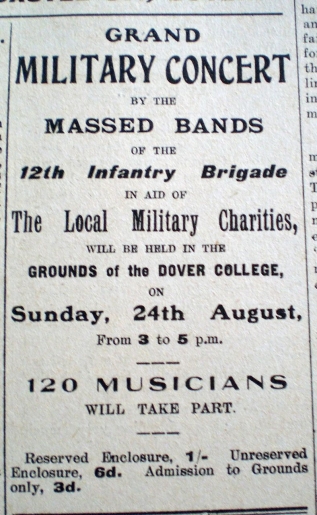 GRAND
MILITARY CONCERT
BY THE
MASSED BANDS
OF THE
12th Infantry Brigade
IN AID OF
The Local Military Charities,
WILL BE HELD IN THE
GROUNDS of the DOVER COLLEGE,
ON
Sunday, 24th August,
From 3 to 5 p.m.
120 MUSICIANS
WILL TAKE PART.
Reserved Enclosure, 1/- Unreserved
Enclosure, 6d. Admission to Grounds
only, 3d.